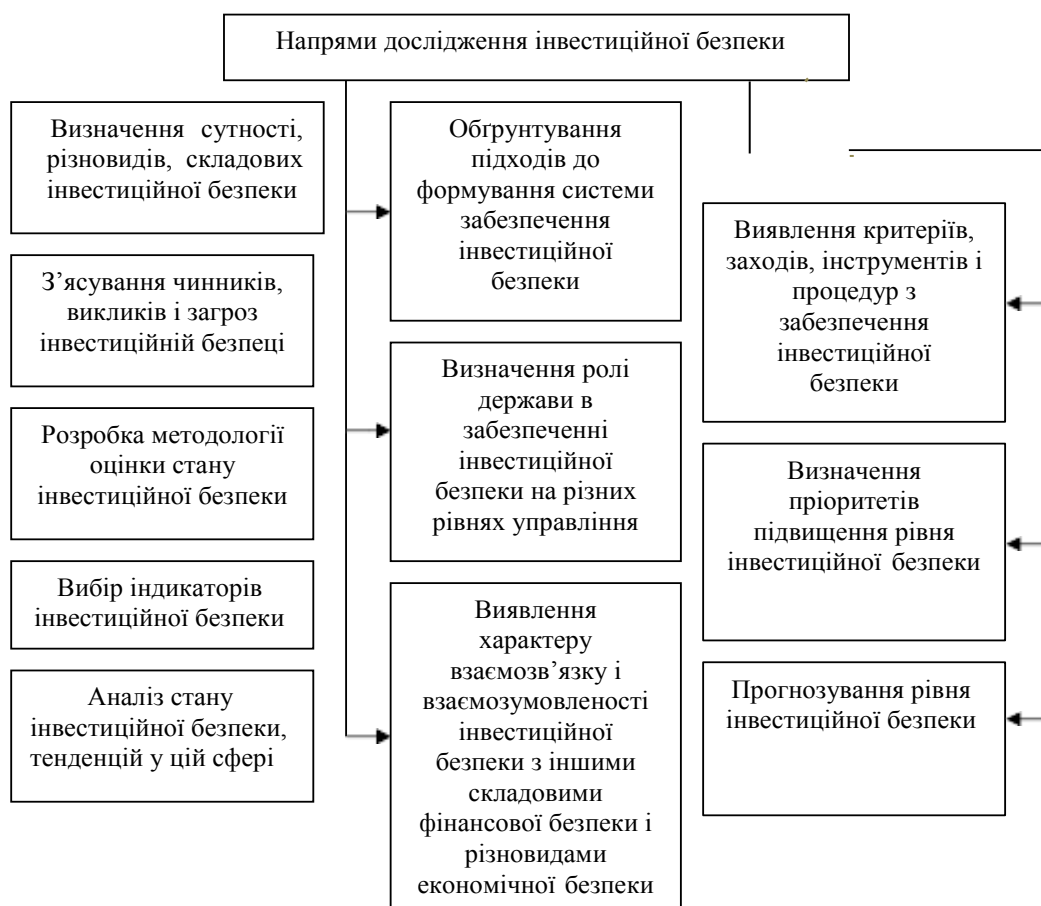 Напрями дослідження інвестиційної безпеки
Визначення сутності,
різновидів, складових
інвестиційної безпеки
З’ясування чинників,
викликів і загроз
інвестиційній безпеці
Розробка методології
оцінки стану
інвестиційної безпеки
Вибір індикаторів
інвестиційної безпеки
Аналіз стану
інвестиційної безпеки,
тенденцій у цій сфері
Обґрунтування
підходів до
формування системи
забезпечення
інвестиційної
безпеки
Визначення ролі
держави в
забезпеченні
інвестиційної
безпеки на різних
рівнях управління
Виявлення
характеру
взаємозв’язку і
взаємозумовленості
інвестиційної
безпеки з іншими
складовими
фінансової безпеки і
різновидами
економічної безпеки
Виявлення критеріїв,
заходів, інструментів і
процедур з
забезпечення
інвестиційної
безпеки
Визначення
пріоритетів
підвищення рівня
інвестиційної безпеки
Прогнозування рівня
інвестиційної безпеки